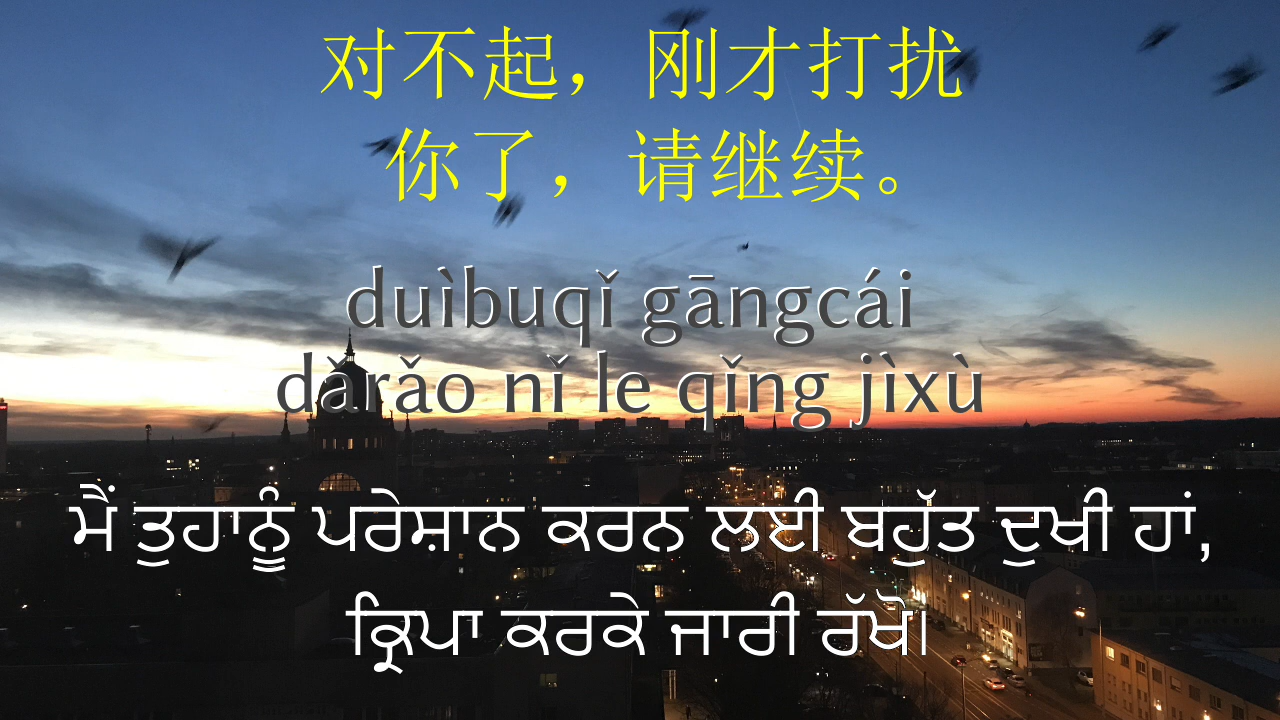 对不起，刚才打扰
你了，请继续。
duìbuqǐ gāngcái
dǎrǎo nǐ le qǐng jìxù
ਮੈਂ ਤੁਹਾਨੂੰ ਪਰੇਸ਼ਾਨ ਕਰਨ ਲਈ ਬਹੁੱਤ ਦੁਖੀ ਹਾਂ,
ਕ੍ਰਿਪਾ ਕਰਕੇ ਜਾਰੀ ਰੱਖੋ।